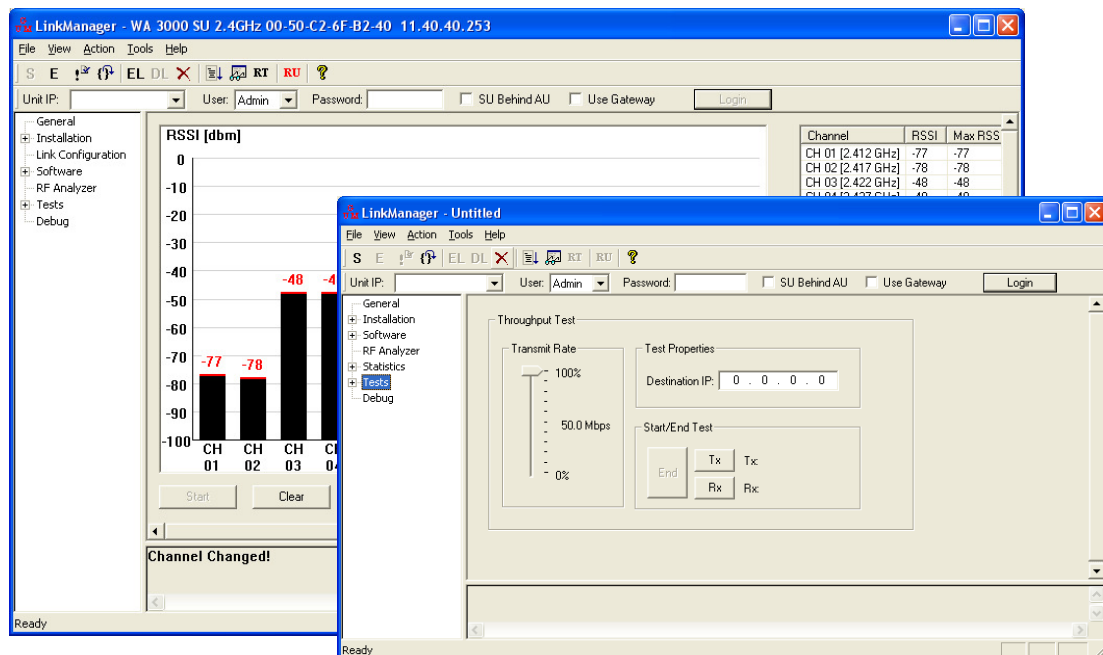 LinkManager - WA 3000 SU 2.4GHz 00-50-C2-6F-B2-40 11.40.40.253
File View Action Tools Help
S E EL DL RT RU
Unit IP: User: Admin Password: SU Behind AU Use Gateway Login
General
Installation
Link Configuration
Software
RF Analyzer
Tests
Debug
RSSI [dbm]
0
-10
-20
-30
-40
-50
-60
-70
-80
-90
-100
-77
-78
-48
CH 01
CH 02
CH 03
Channel RSSI Max RSS
CH 01 [2.412 GHz] -77 -77
CH 02 [2.417 GHz] -78 -78
CH 03 [2.422 GHz] -48 -48
Start Clear
Channel Changed!
Ready
LinkManager - Untitled
File View Action Tools Help
S E EL DL RT RU
Unit IP: User: Admin Password: SU Behind AU Use Gateway Login
General
Installation
Software
RF Analyzer
Statistics
Tests
Debug
Throughput Test
Transmit Rate
100%
50.0 Mbps
0%
Test Properties
Destination IP: 0 . 0 . 0 . 0
Start/End Test
End
Tx Tx:
Rx Rx:
Ready